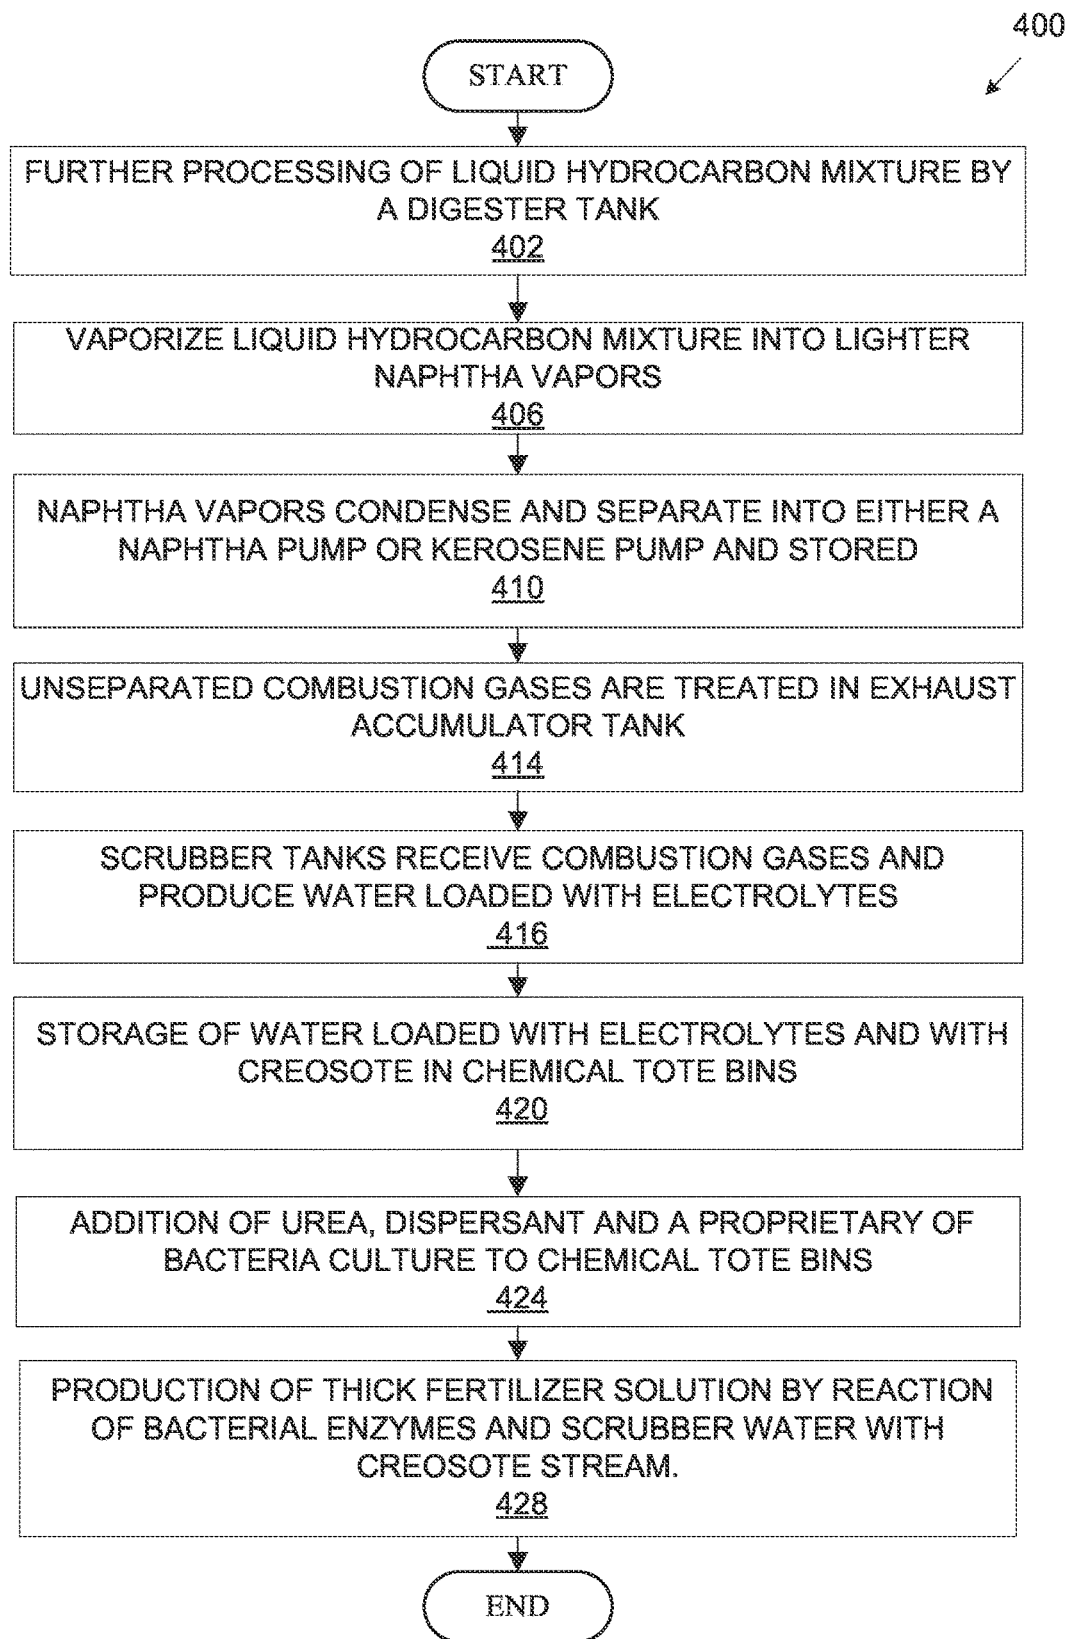 400
START
FURTHER PROCESSING OF LIQUID HYDROCARBON MIXTURE BY
A DIGESTER TANK
402
VAPORIZE LIQUID HYDROCARBON MIXTURE INTO LIGHTER
NAPHTHA VAPORS
406
NAPHTHA VAPORS CONDENSE AND SEPARATE INTO EITHER A
NAPHTHA PUMP OR KEROSENE PUMP AND STORED
410
UNSEPARATED COMBUSTION GASES ARE TREATED IN EXHAUST
ACCUMULATOR TANK
414
SCRUBBER TANKS RECEIVE COMBUSTION GASES AND
PRODUCE WATER LOADED WITH ELECTROLYTES
416
STORAGE OF WATER LOADED WITH ELECTROLYTES AND WITH
CREOSOTE IN CHEMICAL TOTE BINS
420
ADDITION OF UREA, DISPERSANT AND A PROPRIETARY OF
BACTERIA CULTURE TO CHEMICAL TOTE BINS
424
PRODUCTION OF THICK FERTILIZER SOLUTION BY REACTION
OF BACTERIAL ENZYMES AND SCRUBBER WATER WITH
CREOSOTE STREAM.
428
END